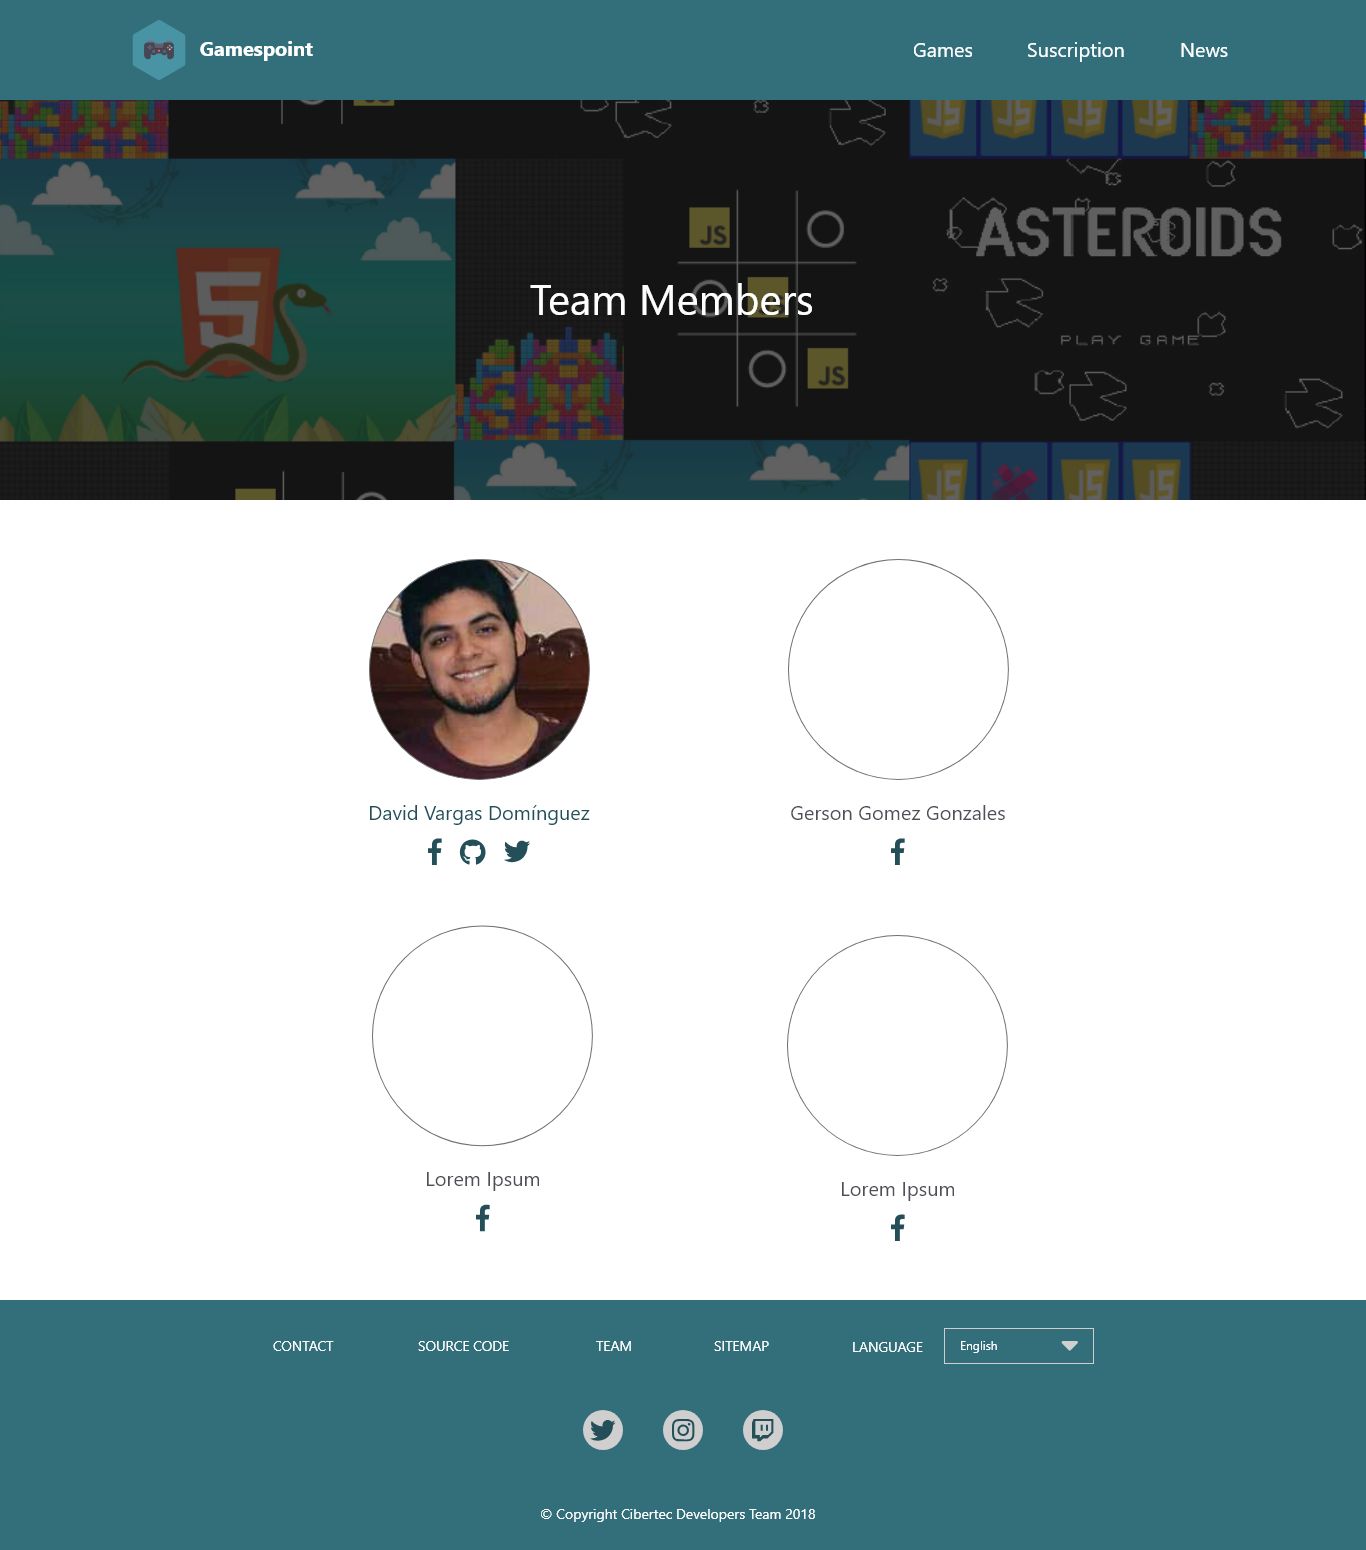 Gamespoint
Games
Suscription
News
JS
JS
JS
JS
JS
5
ASTEROIDS
Team Members
PLAY GAME
JS
JS
JS
JS
JS
David Vargas Domínguez
Gerson Gomez Gonzales
Lorem Ipsum
Lorem Ipsum
CONTACT
SOURCE CODE
TEAM
SITEMAP
LANGUAGE
English
© Copyright Cibertec Developers Team 2018